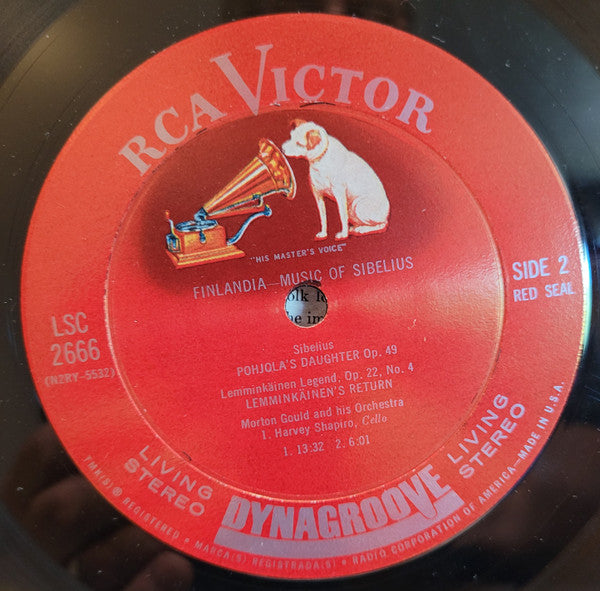 RCA VICTOR
"HIS MASTER'S VOICE"
FINLANDIA—MUSIC OF SIBELIUS
LSC
2666
(N2RY-5532)
SIDE 2
RED SEAL
olk
he im
Sibelius
POHJOLA'S DAUGHTER Op. 49
Lemminkäinen Legend, Op. 22, No. 4
LEMMINKÄINEN'S RETURN
Morton Gould and his Orchestra
1. Harvey Shapiro, Cello
1. 13:32 2. 6:01
LIVING
STEREO
DYNAGROOVE
LIVING
STEREO
TMK(S) ® REGISTERED • MARCA(S) REGISTRADA(S) • RADIO CORPORATION OF AMERICA—MADE IN U.S.A.